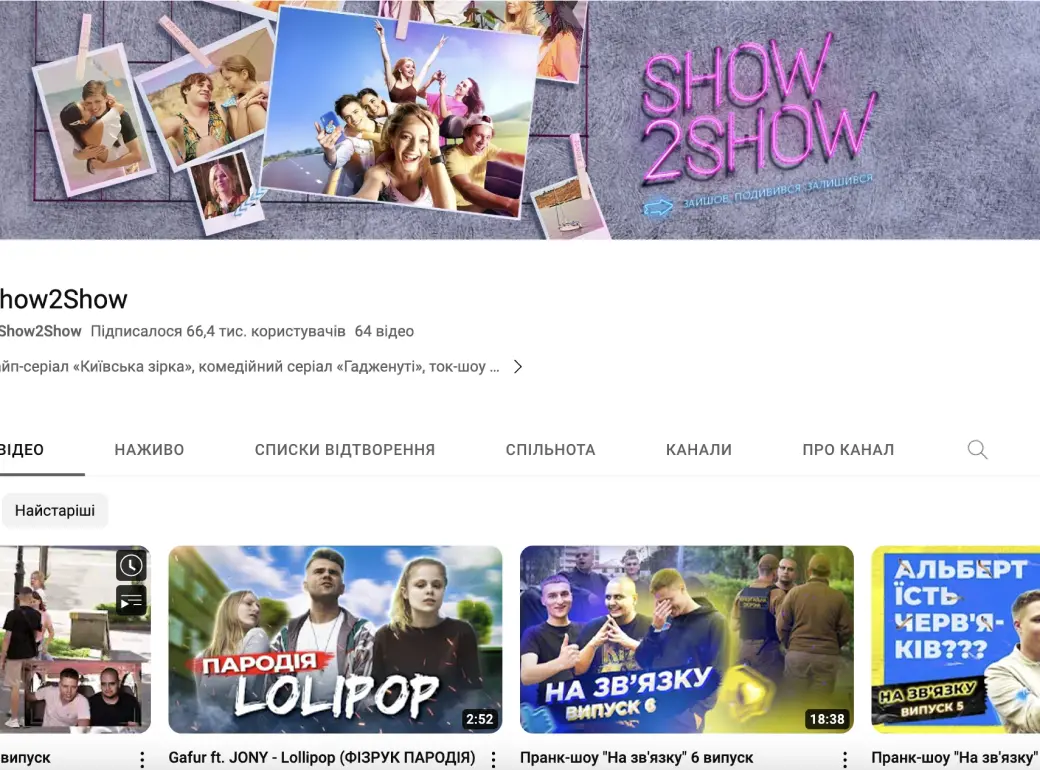 SHOW
2SHOW
ЗАЙШОВ, ПОДИВИВСЯ, ЗАЛИШИВСЯ
how2Show
Show2Show Підписалося 66,4 тис. користувачів 64 відео
йп-серіал «Київська зірка», комедійний серіал «Гадженуті», ток-шоу ...
ВІДЕО НАЖИВО СПИСКИ ВІДТВОРЕННЯ СПІЛЬНОТА КАНАЛИ ПРО КАНАЛ
Найстаріші
ПАРОДІЯ
LOLIPOP
2:52
НА ЗВ'ЯЗКУ
ВИПУСК 6
18:38
АЛЬБЕРТ
ЇСТЬ
ЧЕРВ'Я-
КІВ???
НА ЗВ'ЯЗКУ
ВИПУСК 5
випуск
Gafur ft. JONY - Lollipop (ФІЗРУК ПАРОДІЯ)
Пранк-шоу "На зв'язку" 6 випуск
Пранк-шоу "На зв'язку"